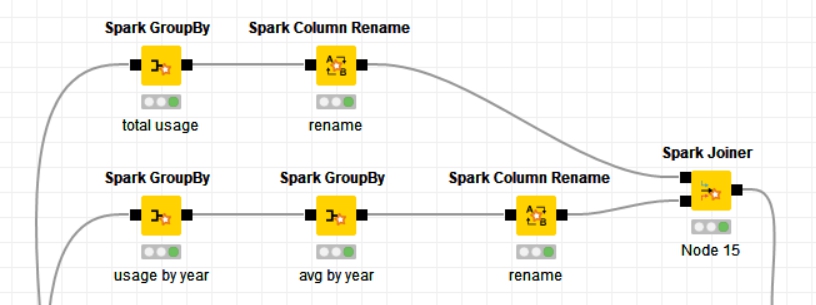 Spark GroupBy
Spark Column Rename
total usage
rename
Spark Joiner
Node 15
Spark GroupBy
Spark GroupBy
Spark Column Rename
usage by year
avg by year
rename